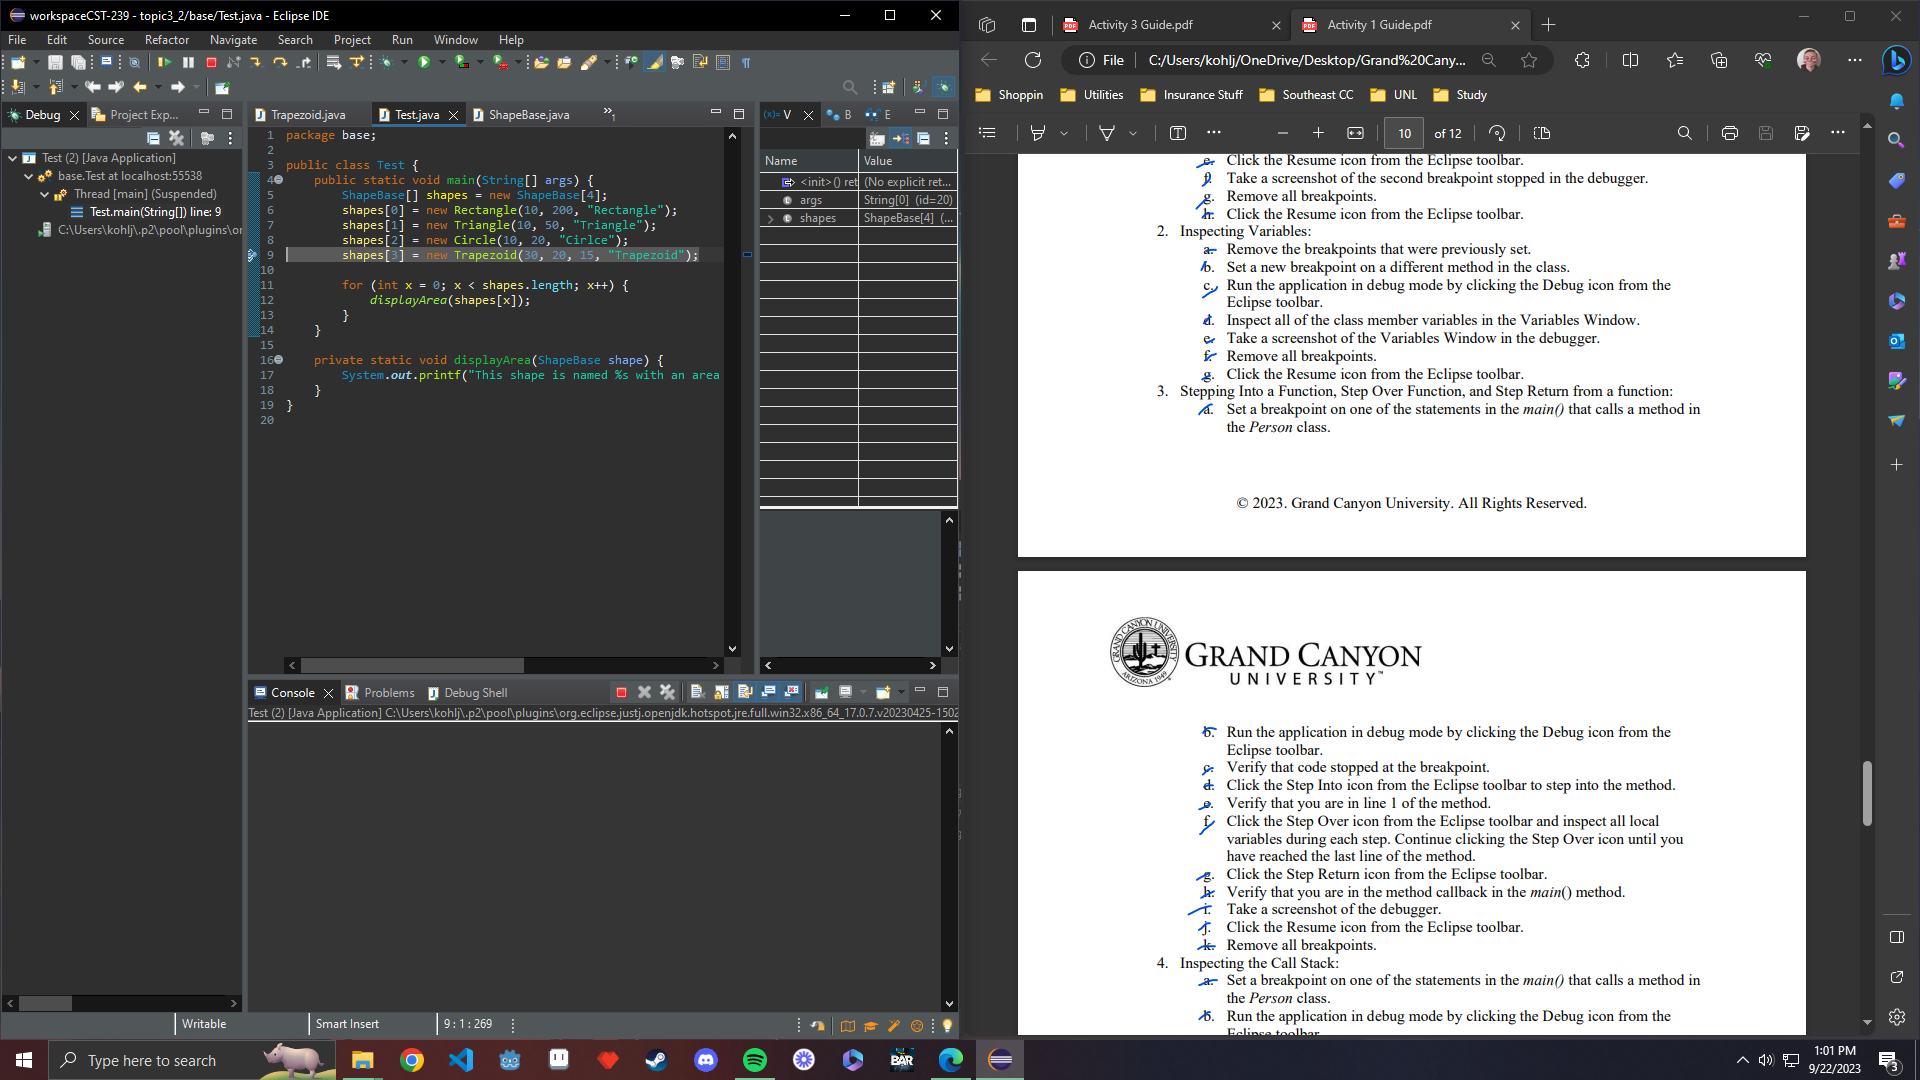 workspaceCST-239 - topic3_2/base/Test.java - Eclipse IDE
File Edit Source Refactor Navigate Search Project Run Window Help
Debug Project Exp...
Test (2) [Java Application]
base.Test at localhost:55538
Thread [main] (Suspended)
Test.main(String[]) line: 9
C:\Users\kohlj\.p2\pool\plugins\or
Trapezoid.java Test.java ShapeBase.java 1
1 package base;
2
3 public class Test {
4 public static void main(String[] args) {
5 ShapeBase[] shapes = new ShapeBase[4];
6 shapes[0] = new Rectangle(10, 200, "Rectangle");
7 shapes[1] = new Triangle(10, 50, "Triangle");
8 shapes[2] = new Circle(10, 20, "Cirlce");
9 shapes[3] = new Trapezoid(30, 20, 15, "Trapezoid");
10
11 for (int x = 0; x < shapes.length; x++) {
12 displayArea(shapes[x]);
13 }
14 }
15
16 private static void displayArea(ShapeBase shape) {
17 System.out.printf("This shape is named %s with an area
18 }
19 }
20
V B E
Name Value
<init>() ret (No explicit ret...
args String[0] (id=20)
shapes ShapeBase[4] (...
Console Problems Debug Shell
Test (2) [Java Application] C:\Users\kohlj\.p2\pool\plugins\org.eclipse.justj.openjdk.hotspot.jre.full.win32.x86_64_17.0.7.v20230425-1502
Writable Smart Insert 9 : 1 : 269
Activity 3 Guide.pdf Activity 1 Guide.pdf
File C:/Users/kohlj/OneDrive/Desktop/Grand%20Cany...
Shoppin Utilities Insurance Stuff Southeast CC UNL Study
10 of 12
e. Click the Resume icon from the Eclipse toolbar.
f. Take a screenshot of the second breakpoint stopped in the debugger.
g. Remove all breakpoints.
h. Click the Resume icon from the Eclipse toolbar.
2. Inspecting Variables:
a. Remove the breakpoints that were previously set.
b. Set a new breakpoint on a different method in the class.
c. Run the application in debug mode by clicking the Debug icon from the
Eclipse toolbar.
d. Inspect all of the class member variables in the Variables Window.
e. Take a screenshot of the Variables Window in the debugger.
f. Remove all breakpoints.
g. Click the Resume icon from the Eclipse toolbar.
3. Stepping Into a Function, Step Over Function, and Step Return from a function:
a. Set a breakpoint on one of the statements in the main() that calls a method in
the Person class.
© 2023. Grand Canyon University. All Rights Reserved.
GRAND CANYON
UNIVERSITY™
b. Run the application in debug mode by clicking the Debug icon from the
Eclipse toolbar.
c. Verify that code stopped at the breakpoint.
d. Click the Step Into icon from the Eclipse toolbar to step into the method.
e. Verify that you are in line 1 of the method.
f. Click the Step Over icon from the Eclipse toolbar and inspect all local
variables during each step. Continue clicking the Step Over icon until you
have reached the last line of the method.
g. Click the Step Return icon from the Eclipse toolbar.
h. Verify that you are in the method callback in the main() method.
i. Take a screenshot of the debugger.
j. Click the Resume icon from the Eclipse toolbar.
k. Remove all breakpoints.
4. Inspecting the Call Stack:
a. Set a breakpoint on one of the statements in the main() that calls a method in
the Person class.
b. Run the application in debug mode by clicking the Debug icon from the
Eclipse toolbar.
Type here to search
BAR
1:01 PM
9/22/2023
3